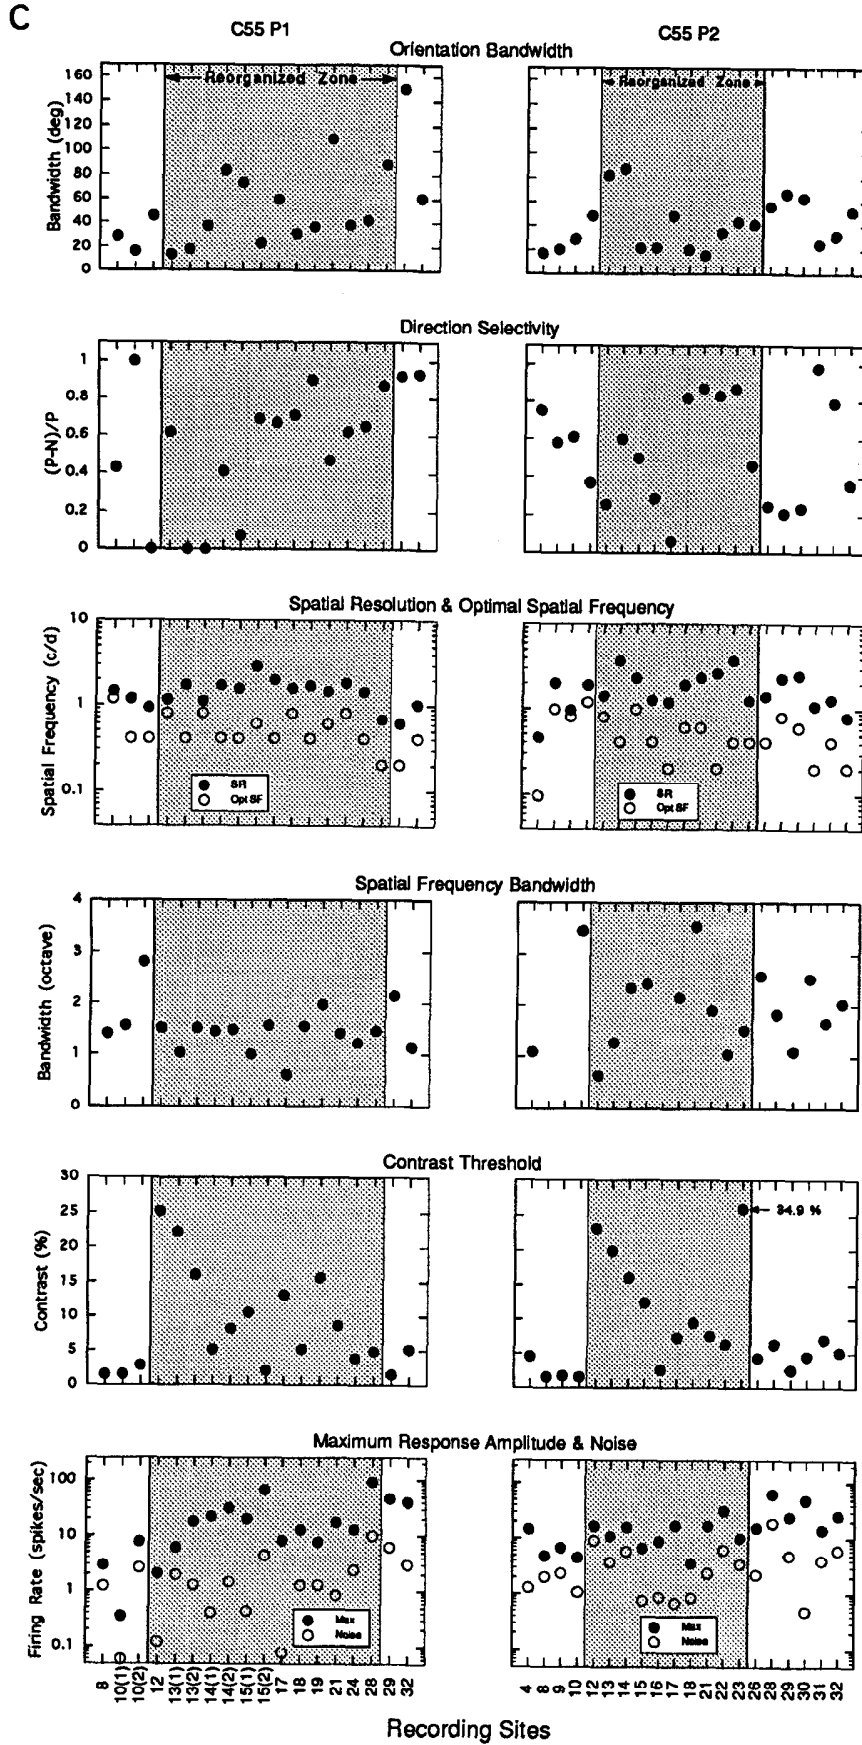 C
C55 P1
C55 P2
Orientation Bandwidth
Bandwidth (deg)
160
140
120
100
80
60
40
20
0
Reorganized Zone
Reorganized Zone
Direction Selectivity
(P-N)/P
1
0.8
0.6
0.4
0.2
0
Spatial Resolution & Optimal Spatial Frequency
Spatial Frequency (c/d)
10
1
0.1
SR
Opt SF
SR
Opt SF
Spatial Frequency Bandwidth
Bandwidth (octave)
4
3
2
1
0
Contrast Threshold
Contrast (%)
30
25
20
15
10
5
0
34.9 %
Maximum Response Amplitude & Noise
Firing Rate (spikes/sec)
100
10
1
0.1
Max
Noise
Max
Noise
8 10(1) 10(2) 12 13(1) 13(2) 14(1) 14(2) 15(1) 15(2) 17 18 19 21 24 28 29 32
4 8 9 10 12 13 14 15 16 17 18 21 22 23 26 28 29 30 31 32
Recording Sites